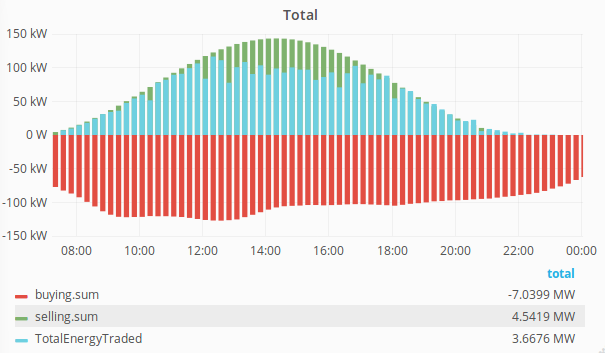 Total
150 kW
100 kW
50 kW
0 W
-50 kW
-100 kW
-150 kW
08:00 10:00 12:00 14:00 16:00 18:00 20:00 22:00 00:00
total
buying.sum -7.0399 MW
selling.sum 4.5419 MW
TotalEnergyTraded 3.6676 MW